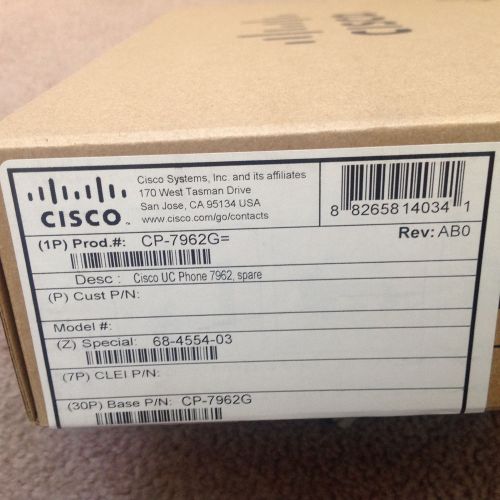 CISCO
CISCO
Cisco Systems, Inc. and its affiliates
170 West Tasman Drive
San Jose, CA 95134 USA
www.cisco.com/go/contacts
8 82658 14034 1
(1P) Prod.#: CP-7962G=
Rev: AB0
Desc : Cisco UC Phone 7962, spare
(P) Cust P/N:
Model #:
(Z) Special: 68-4554-03
(7P) CLEI P/N:
(30P) Base P/N: CP-7962G